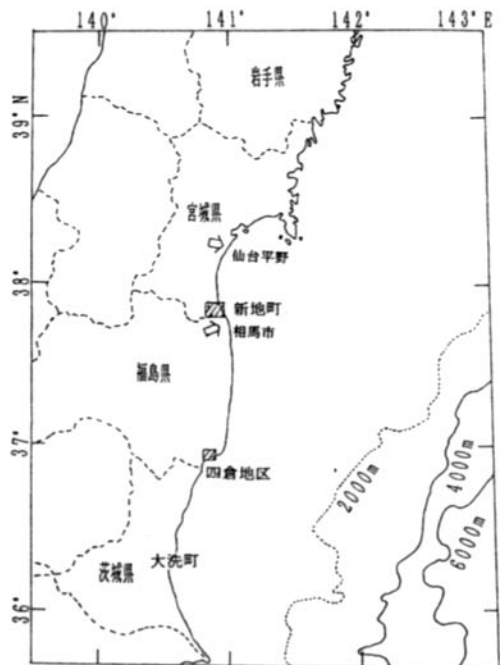 140° 141° 142° 143° E
岩手県
39° N
宮城県
仙台平野
38°
新地町
相馬市
福島県
37°
四倉地区
2000m
4000m
6000m
大洗町
茨城県
36°